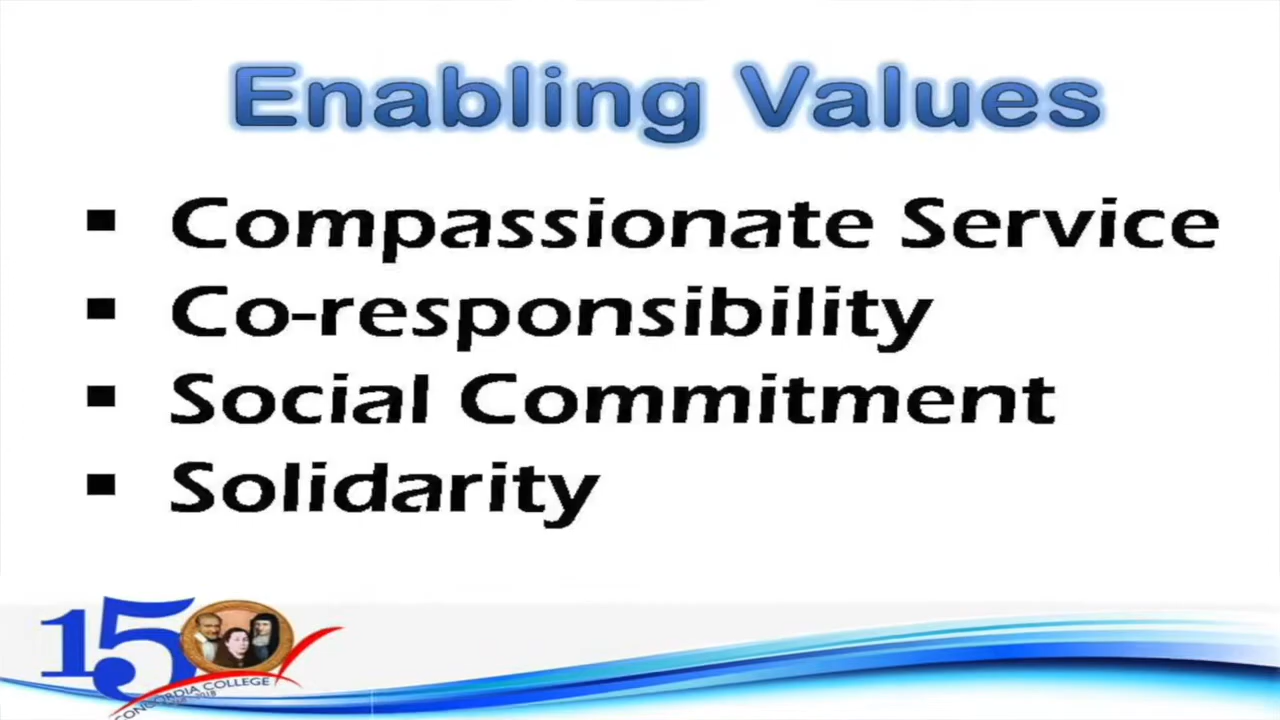 Enabling Values
▪ Compassionate Service
▪ Co-responsibility
▪ Social Commitment
▪ Solidarity
150
CONCORDIA COLLEGE